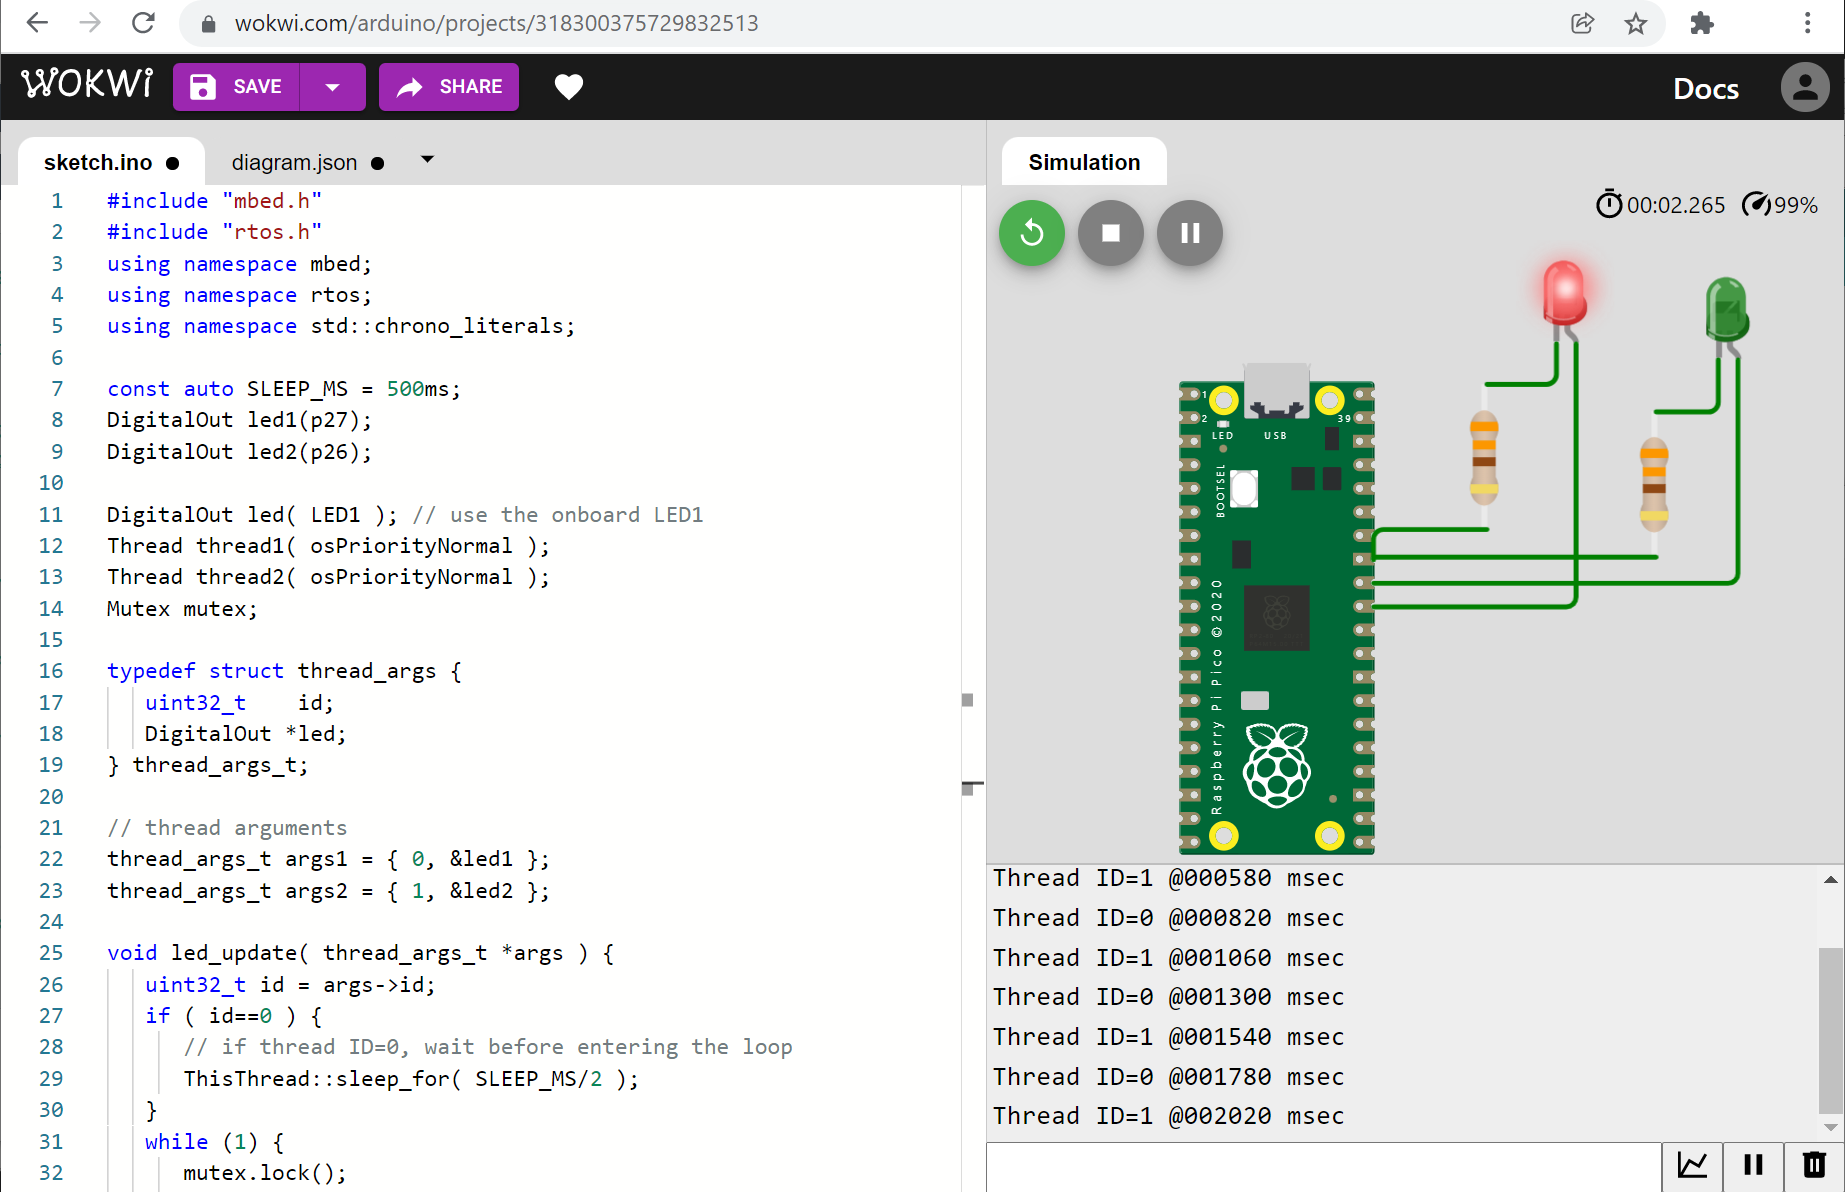 wokwi.com/arduino/projects/318300375729832513
WOKWi
SAVE
SHARE
Docs
sketch.ino ●
diagram.json ●
1 #include "mbed.h"
2 #include "rtos.h"
3 using namespace mbed;
4 using namespace rtos;
5 using namespace std::chrono_literals;
6
7 const auto SLEEP_MS = 500ms;
8 DigitalOut led1(p27);
9 DigitalOut led2(p26);
10
11 DigitalOut led( LED1 ); // use the onboard LED1
12 Thread thread1( osPriorityNormal );
13 Thread thread2( osPriorityNormal );
14 Mutex mutex;
15
16 typedef struct thread_args {
17 uint32_t    id;
18 DigitalOut *led;
19 } thread_args_t;
20
21 // thread arguments
22 thread_args_t args1 = { 0, &led1 };
23 thread_args_t args2 = { 1, &led2 };
24
25 void led_update( thread_args_t *args ) {
26 uint32_t id = args->id;
27 if ( id==0 ) {
28 // if thread ID=0, wait before entering the loop
29 ThisThread::sleep_for( SLEEP_MS/2 );
30 }
31 while (1) {
32 mutex.lock();
Simulation
00:02.265 99%
1
2
39
LED
USB
BOOTSEL
Raspberry Pi Pico ©2020
Thread ID=1 @000580 msec
Thread ID=0 @000820 msec
Thread ID=1 @001060 msec
Thread ID=0 @001300 msec
Thread ID=1 @001540 msec
Thread ID=0 @001780 msec
Thread ID=1 @002020 msec